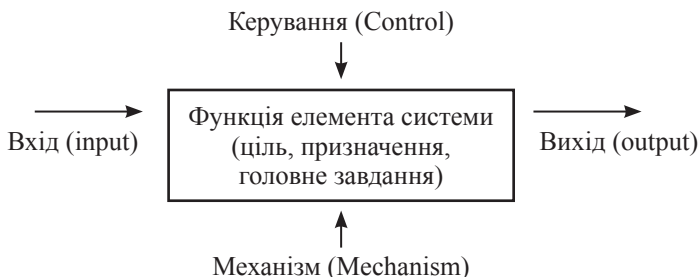 Керування (Control)
Функція елемента системи
(ціль, призначення,
головне завдання)
Вхід (input)
Вихід (output)
Механізм (Mechanism)